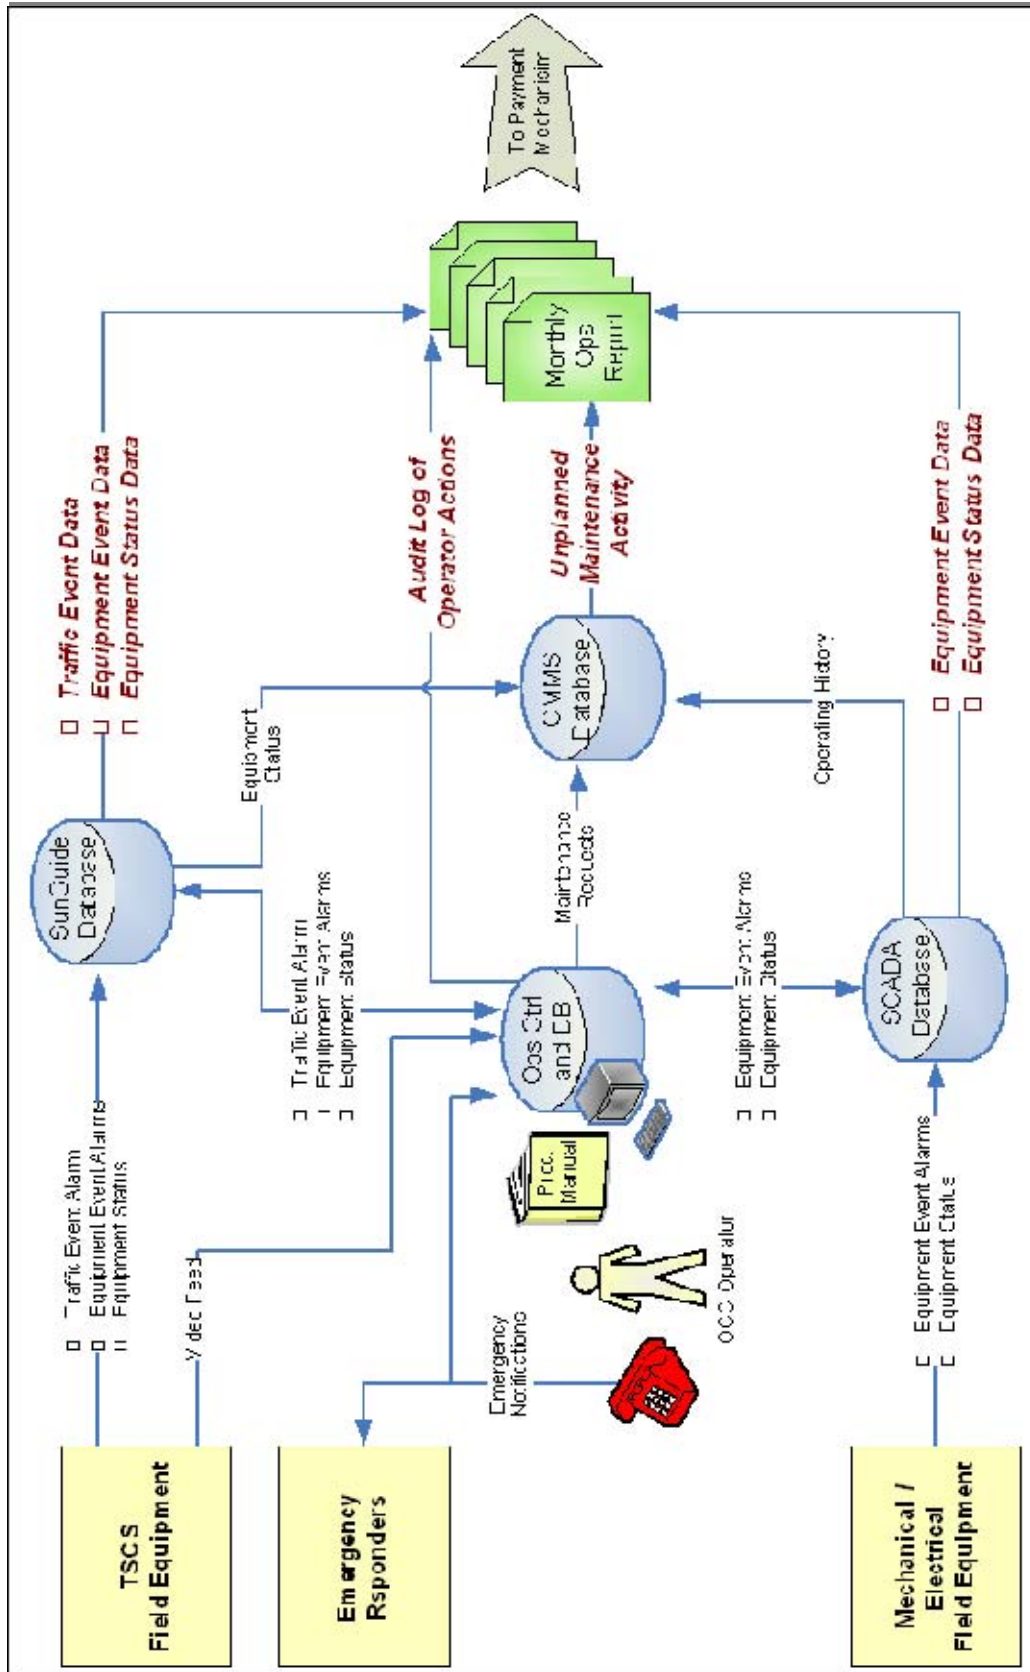 TSCS
Field Equipment
Traffic Event Alarm
Equipment Event Alarms
Equipment Status
Video Feed
SunGuide
Database
Traffic Event Data
Equipment Event Data
Equipment Status Data
Equipment
Status
Traffic Event Alarm
Equipment Event Alarms
Equipment Status
Emergency
Rsponders
Emergency
Notifications
OCC Operator
Proc.
Manual
Ops Ctrl
and DB
Audit Log of
Operator Actions
Maintenance
Requests
CMMS
Database
Unplanned
Maintenance
Activity
Monthly
Ops
Report
To Payment
Mechanisim
Equipment Event Alarms
Equipment Status
Mechanical /
Electrical
Field Equipment
Equipment Event Alarms
Equipment Status
SCADA
Database
Operating History
Equipment Event Data
Equipment Status Data